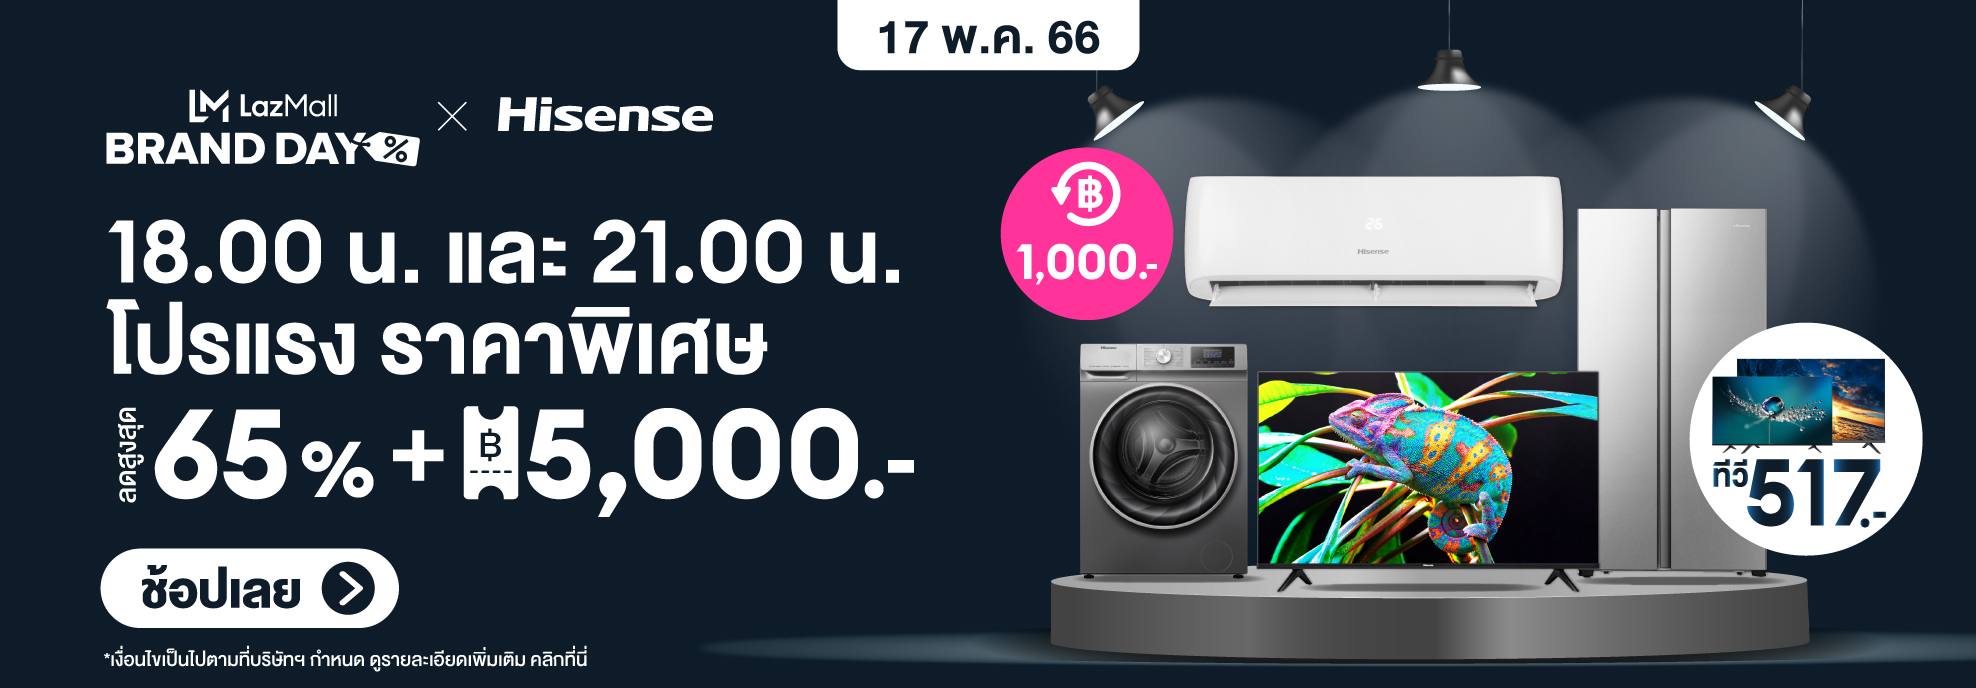 17 พ.ค. 66
LazMall
BRAND DAY %
× Hisense
18.00 น. และ 21.00 น.
โปรแรง ราคาพิเศษ
ลดสูงสุด 65% + ฿ 5,000.-
ช้อปเลย
*เงื่อนไขเป็นไปตามที่บริษัทฯ กำหนด ดูรายละเอียดเพิ่มเติม คลิกที่นี่
฿
1,000.-
26
Hisense
Hisense
ทีวี 517.-